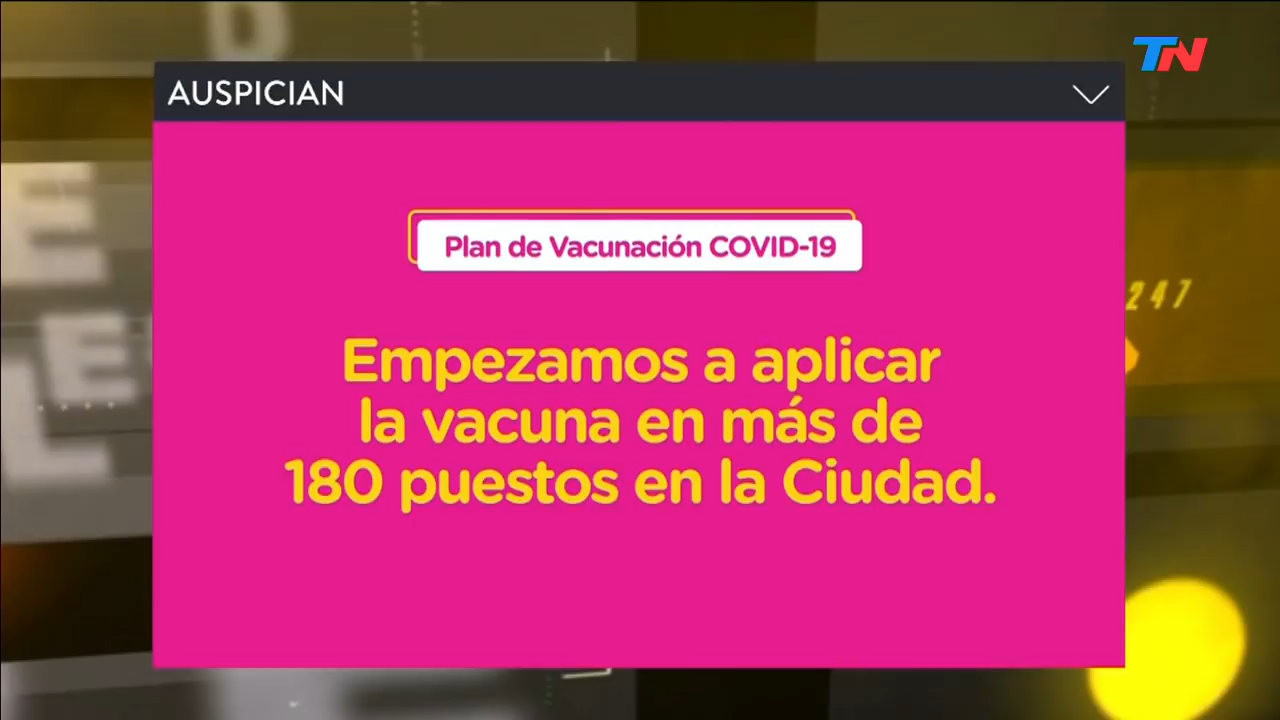 TN
AUSPICIAN
Plan de Vacunación COVID-19
247
Empezamos a aplicar
la vacuna en más de
180 puestos en la Ciudad.